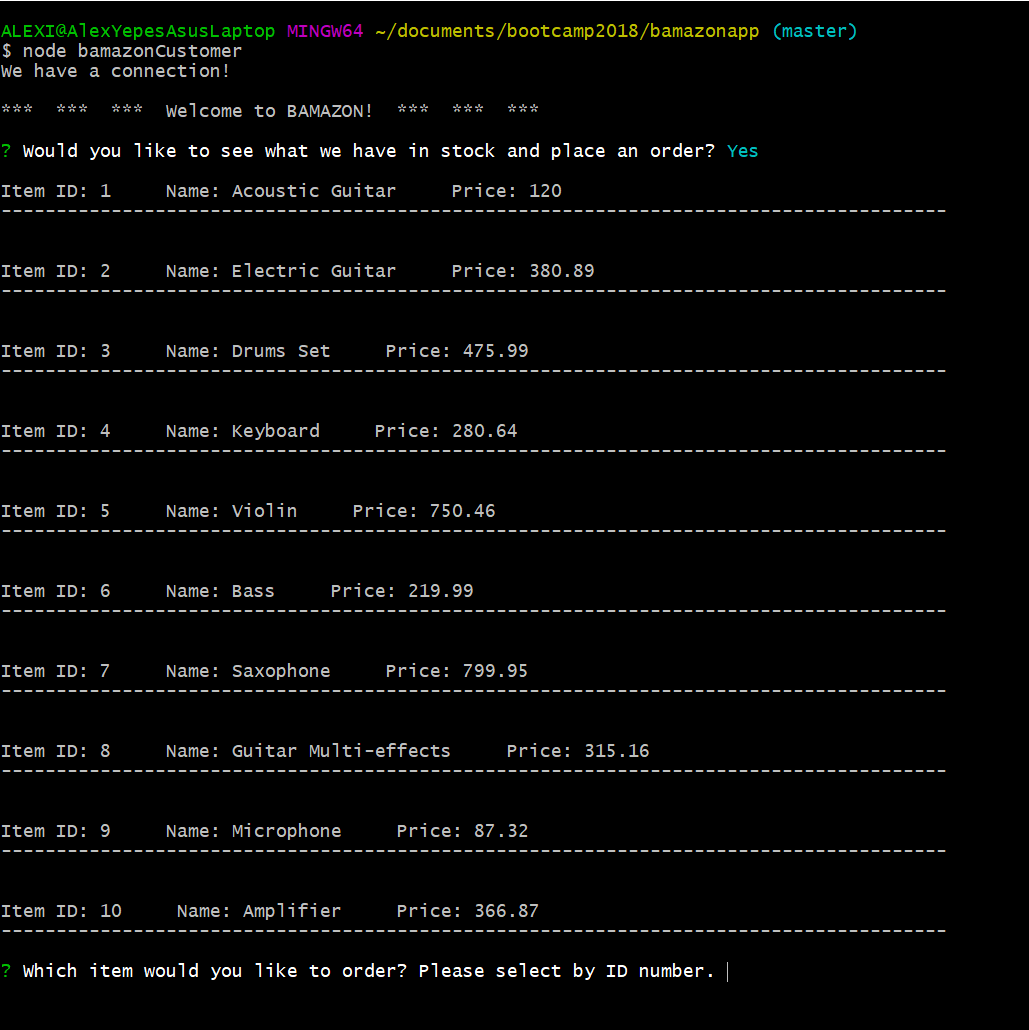 ALEXI@AlexYepesAsusLaptop MINGW64 ~/documents/bootcamp2018/bamazonapp (master)
$ node bamazonCustomer
We have a connection!
*** *** *** Welcome to BAMAZON! *** *** ***
? Would you like to see what we have in stock and place an order? Yes
Item ID: 1 Name: Acoustic Guitar Price: 120
--------------------------------------------------------------------------------------
Item ID: 2 Name: Electric Guitar Price: 380.89
--------------------------------------------------------------------------------------
Item ID: 3 Name: Drums Set Price: 475.99
--------------------------------------------------------------------------------------
Item ID: 4 Name: Keyboard Price: 280.64
--------------------------------------------------------------------------------------
Item ID: 5 Name: Violin Price: 750.46
--------------------------------------------------------------------------------------
Item ID: 6 Name: Bass Price: 219.99
--------------------------------------------------------------------------------------
Item ID: 7 Name: Saxophone Price: 799.95
--------------------------------------------------------------------------------------
Item ID: 8 Name: Guitar Multi-effects Price: 315.16
--------------------------------------------------------------------------------------
Item ID: 9 Name: Microphone Price: 87.32
--------------------------------------------------------------------------------------
Item ID: 10 Name: Amplifier Price: 366.87
--------------------------------------------------------------------------------------
? Which item would you like to order? Please select by ID number.